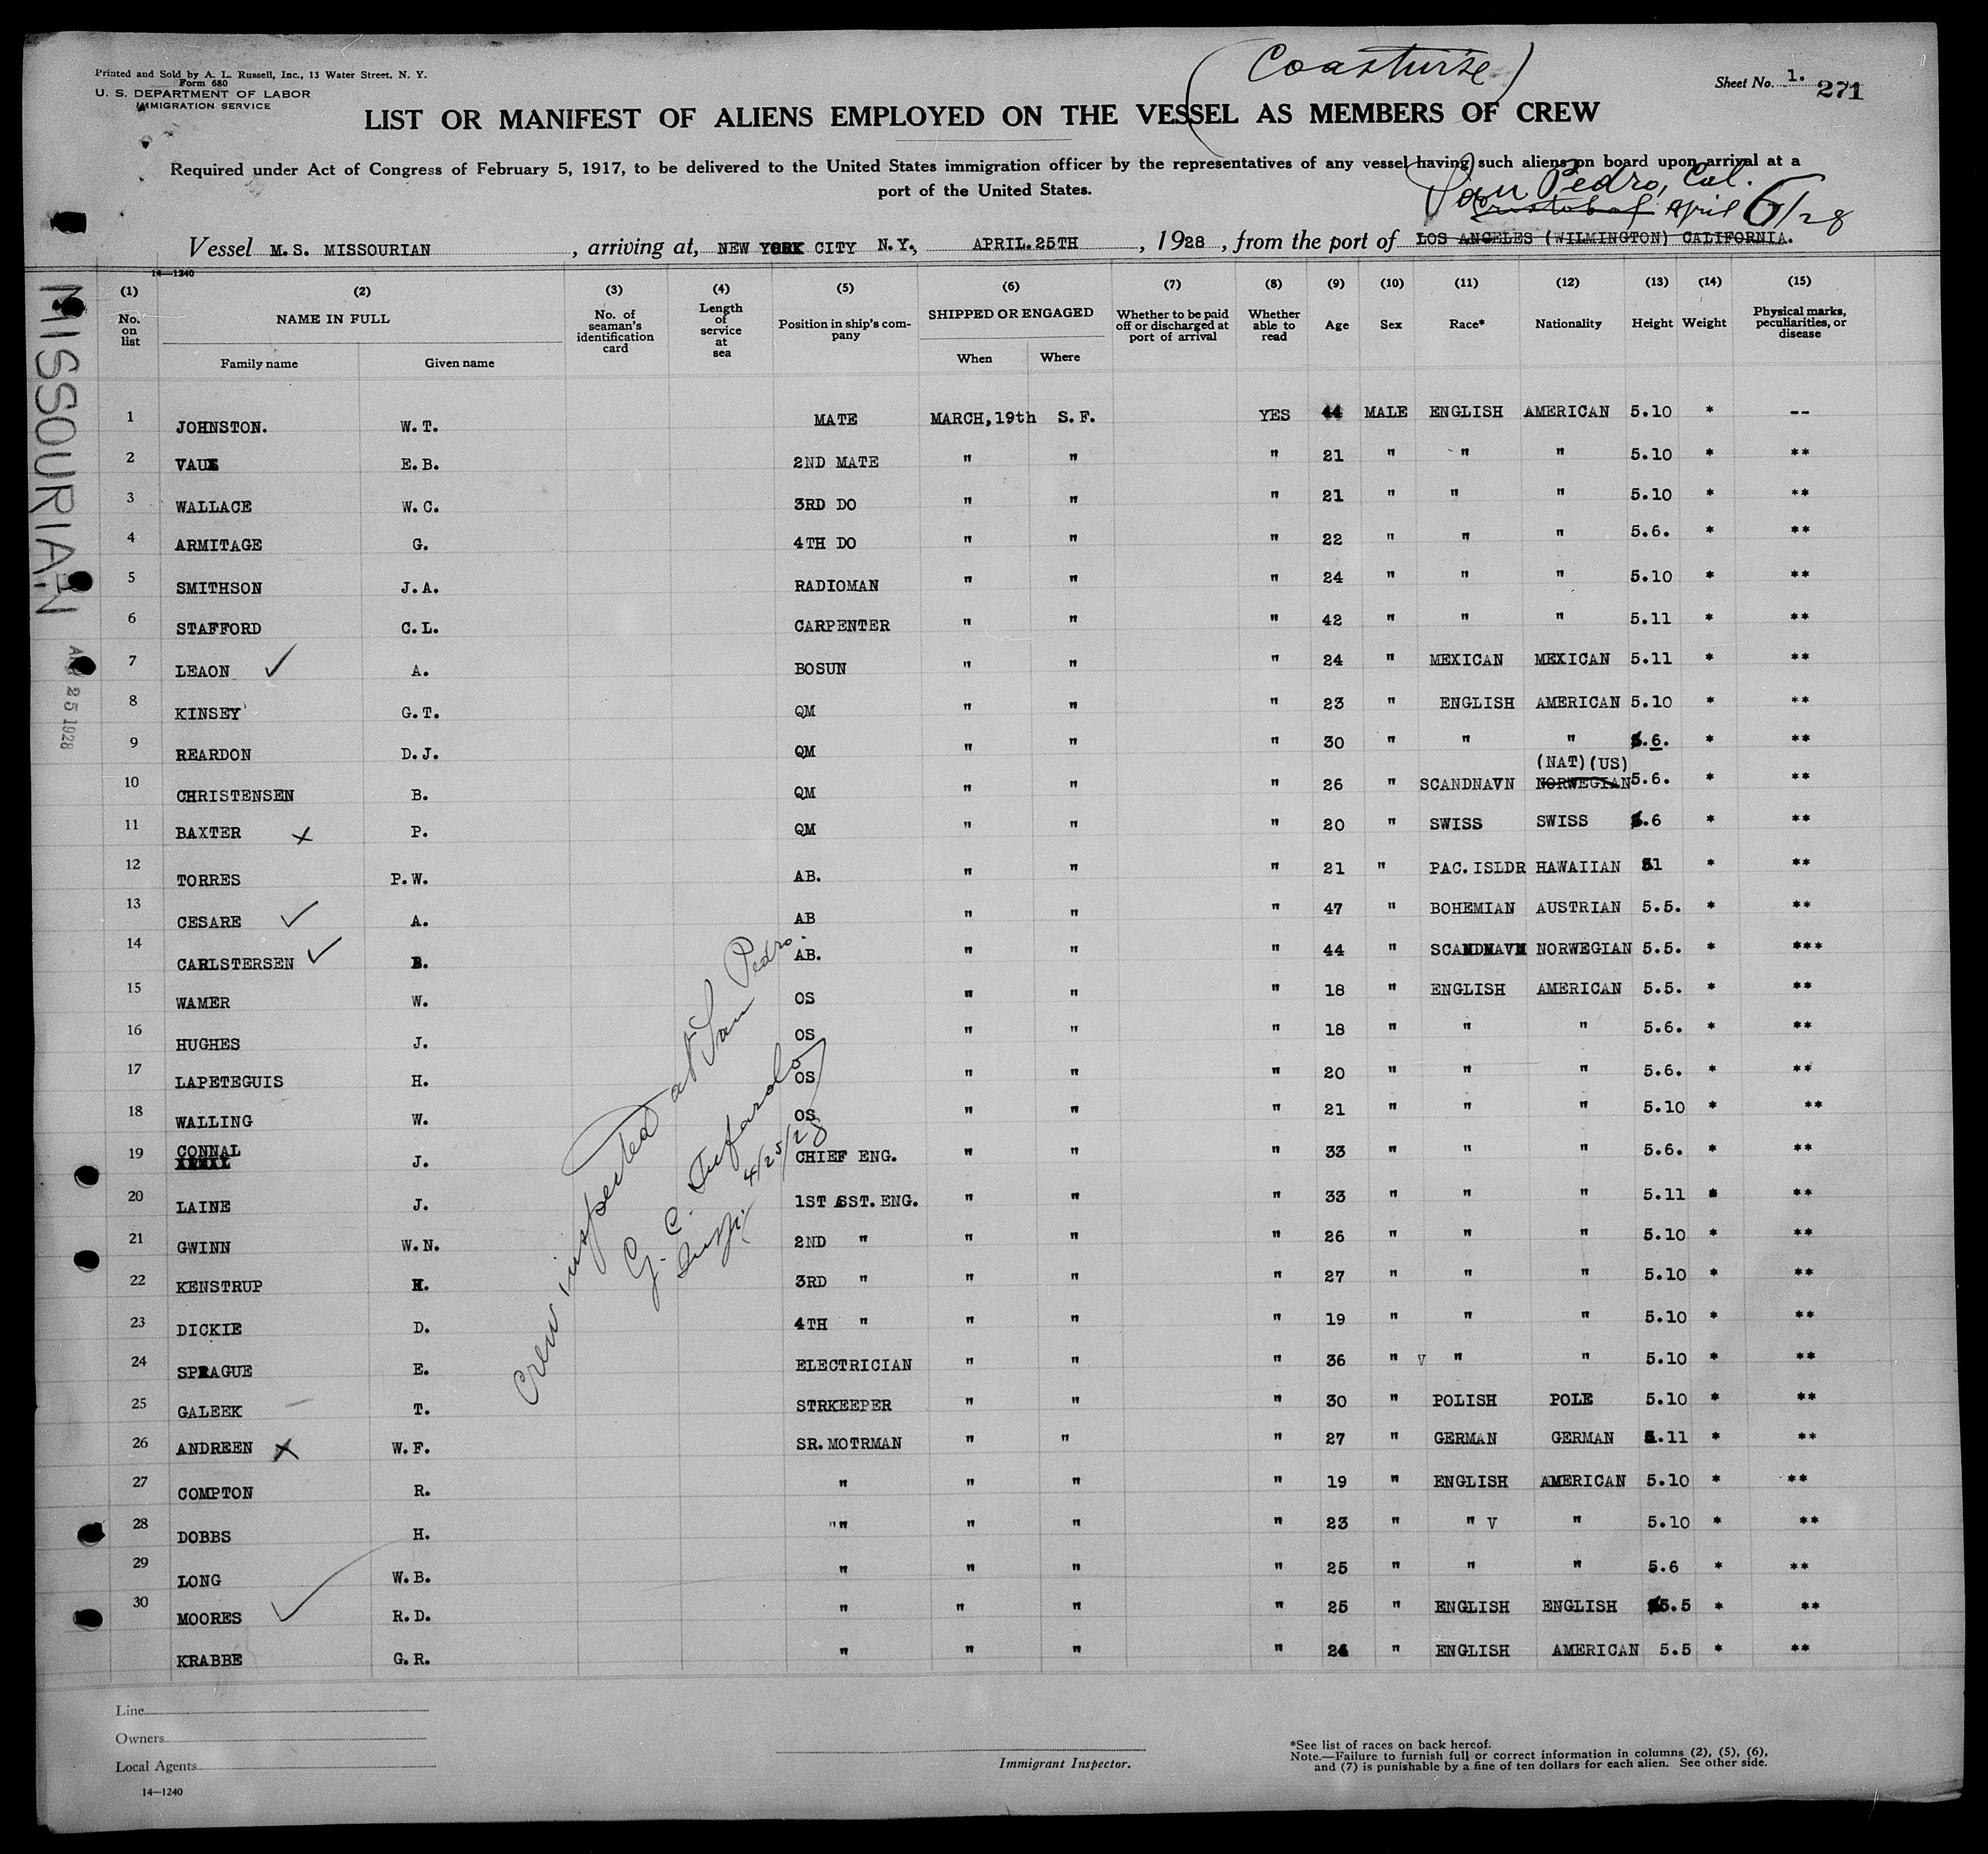 (Coastwise)
Printed and Sold by A. L. Russell, Inc., 13 Water Street, N. Y.
Form 680
U. S. DEPARTMENT OF LABOR
IMMIGRATION SERVICE
Sheet No. 1. 271
LIST OR MANIFEST OF ALIENS EMPLOYED ON THE VESSEL AS MEMBERS OF CREW
Required under Act of Congress of February 5, 1917, to be delivered to the United States immigration officer by the representatives of any vessel having such aliens on board upon arrival at a
port of the United States.
San Pedro, Cal.
Cristobal April 6/28
Vessel M.S. MISSOURIAN, arriving at, NEW YORK CITY N.Y., APRIL.25TH, 1928, from the port of LOS ANGELES (WILMINGTON) CALIFORNIA.
14—1240
(1) (2) (3) (4) (5) (6) (7) (8) (9) (10) (11) (12) (13) (14) (15)
No. on list NAME IN FULL Family name Given name No. of seaman's identification card Length of service at sea Position in ship's company SHIPPED OR ENGAGED When Where Whether to be paid off or discharged at port of arrival Whether able to read Age Sex Race* Nationality Height Weight Physical marks, peculiarities, or disease
1 JOHNSTON. W.T. MATE MARCH,19th S.F. YES 44 MALE ENGLISH AMERICAN 5.10 * --
2 VAUX E.B. 2ND MATE " " " 21 " " " 5.10 * **
3 WALLACE W.C. 3RD DO " " " 21 " " " 5.10 * **
4 ARMITAGE G. 4TH DO " " " 22 " " " 5.6. * **
5 SMITHSON J.A. RADIOMAN " " " 24 " " " 5.10 * **
6 STAFFORD C.L. CARPENTER " " " 42 " " " 5.11 * **
7 LEAON ✓ A. BOSUN " " " 24 " MEXICAN MEXICAN 5.11 * **
8 KINSEY G.T. QM " " " 23 " ENGLISH AMERICAN 5.10 * **
9 REARDON D.J. QM " " " 30 " " " 5.6. * **
(NAT)(US)
10 CHRISTENSEN B. QM " " " 26 " SCANDNAVN NORWEGIAN 5.6. * **
11 BAXTER x P. QM " " " 20 " SWISS SWISS 5.6 * **
12 TORRES P.W. AB. " " " 21 " PAC.ISLDR HAWAIIAN 51 * **
13 CESARE ✓ A. AB " " " 47 " BOHEMIAN AUSTRIAN 5.5. * **
14 CARLSTERSEN ✓ B. AB. " " " 44 " SCANDNAVN NORWEGIAN 5.5. * ***
15 WAMER W. OS " " " 18 " ENGLISH AMERICAN 5.5. * **
16 HUGHES J. OS " " " 18 " " " 5.6. * **
17 LAPETEGUIS H. OS " " " 20 " " " 5.6. * **
18 WALLING W. OS " " " 21 " " " 5.10 * **
19 CONNAL J. CHIEF ENG. " " " 33 " " " 5.6. * **
20 LAINE J. 1ST ASST.ENG. " " " 33 " " " 5.11 * **
21 GWINN W.N. 2ND " " " " 26 " " " 5.10 * **
22 KENSTRUP H. 3RD " " " " 27 " " " 5.10 * **
23 DICKIE D. 4TH " " " " 19 " " " 5.10 * **
24 SPRAGUE E. ELECTRICIAN " " " 36 " V " " 5.10 * **
25 GALEEK T. STRKEEPER " " " 30 " POLISH POLE 5.10 * **
26 ANDREEN x W.F. SR.MOTRMAN " " " 27 " GERMAN GERMAN 5.11 * **
27 COMPTON R. " " " " 19 " ENGLISH AMERICAN 5.10 * **
28 DOBBS H. "" " " " 23 " " V " 5.10 * **
29 LONG W.B. " " " " 25 " " " 5.6 * **
30 MOORES ✓ R.D. " " " " 25 " ENGLISH ENGLISH 5.5 * **
KRABBE G.R. " " " " 24 " ENGLISH AMERICAN 5.5 * **
Crew inspected at San Pedro.
G. C.
4/25/28
MISSOURIAN
APR 25 1928
Line
Owners
Local Agents
14—1240
Immigrant Inspector.
*See list of races on back hereof.
Note.—Failure to furnish full or correct information in columns (2), (5), (6),
and (7) is punishable by a fine of ten dollars for each alien. See other side.